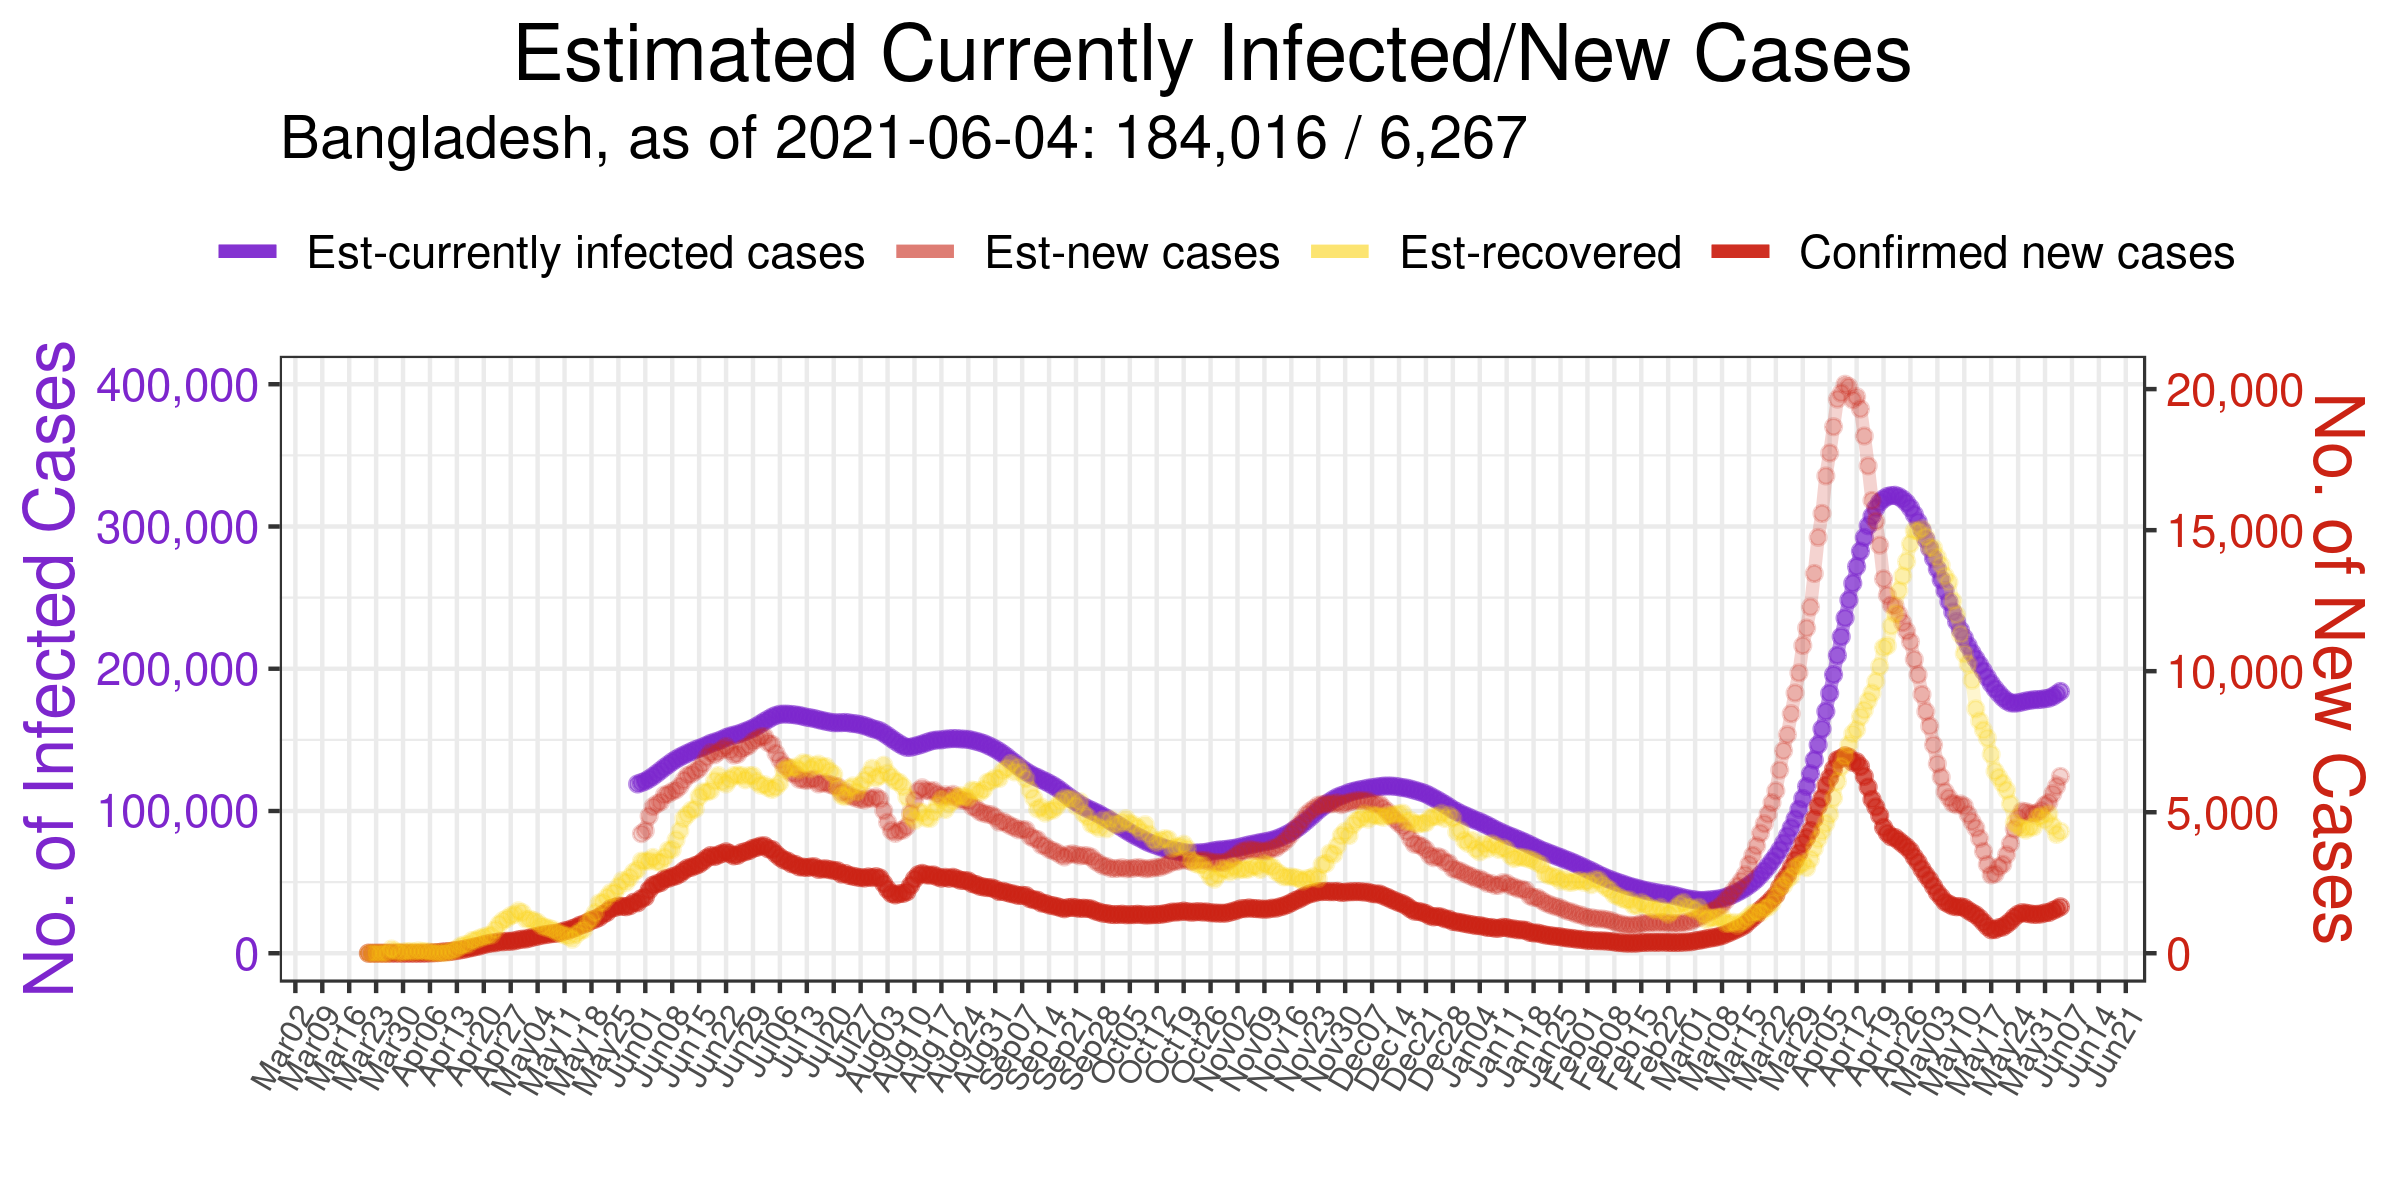 Estimated Currently Infected/New Cases
Bangladesh, as of 2021-06-04: 184,016 / 6,267
Est-currently infected cases Est-new cases Est-recovered Confirmed new cases
No. of Infected Cases
400,000
300,000
200,000
100,000
0
20,000
15,000
10,000
5,000
0
No. of New Cases
Mar02
Mar09
Mar16
Mar23
Mar30
Apr06
Apr13
Apr20
Apr27
May04
May11
May18
May25
Jun01
Jun08
Jun15
Jun22
Jun29
Jul06
Jul13
Jul20
Jul27
Aug03
Aug10
Aug17
Aug24
Aug31
Sep07
Sep14
Sep21
Sep28
Oct05
Oct12
Oct19
Oct26
Nov02
Nov09
Nov16
Nov23
Nov30
Dec07
Dec14
Dec21
Dec28
Jan04
Jan11
Jan18
Jan25
Feb01
Feb08
Feb15
Feb22
Mar01
Mar08
Mar15
Mar22
Mar29
Apr05
Apr12
Apr19
Apr26
May03
May10
May17
May24
May31
Jun07
Jun14
Jun21